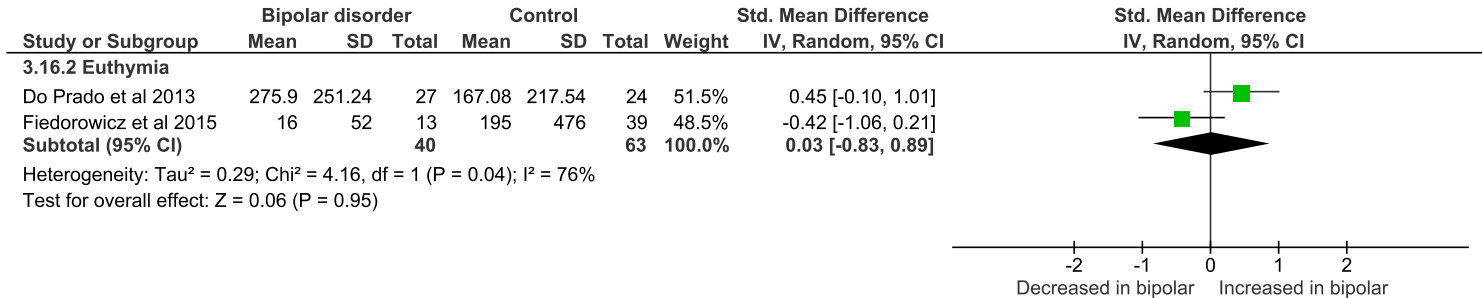 Bipolar disorder Control Std. Mean Difference Std. Mean Difference
Study or Subgroup Mean SD Total Mean SD Total Weight IV, Random, 95% CI IV, Random, 95% CI
3.16.2 Euthymia
Do Prado et al 2013 275.9 251.24 27 167.08 217.54 24 51.5% 0.45 [-0.10, 1.01]
Fiedorowicz et al 2015 16 52 13 195 476 39 48.5% -0.42 [-1.06, 0.21]
Subtotal (95% CI) 40 63 100.0% 0.03 [-0.83, 0.89]
Heterogeneity: Tau² = 0.29; Chi² = 4.16, df = 1 (P = 0.04); I² = 76%
Test for overall effect: Z = 0.06 (P = 0.95)
-2 -1 0 1 2
Decreased in bipolar Increased in bipolar